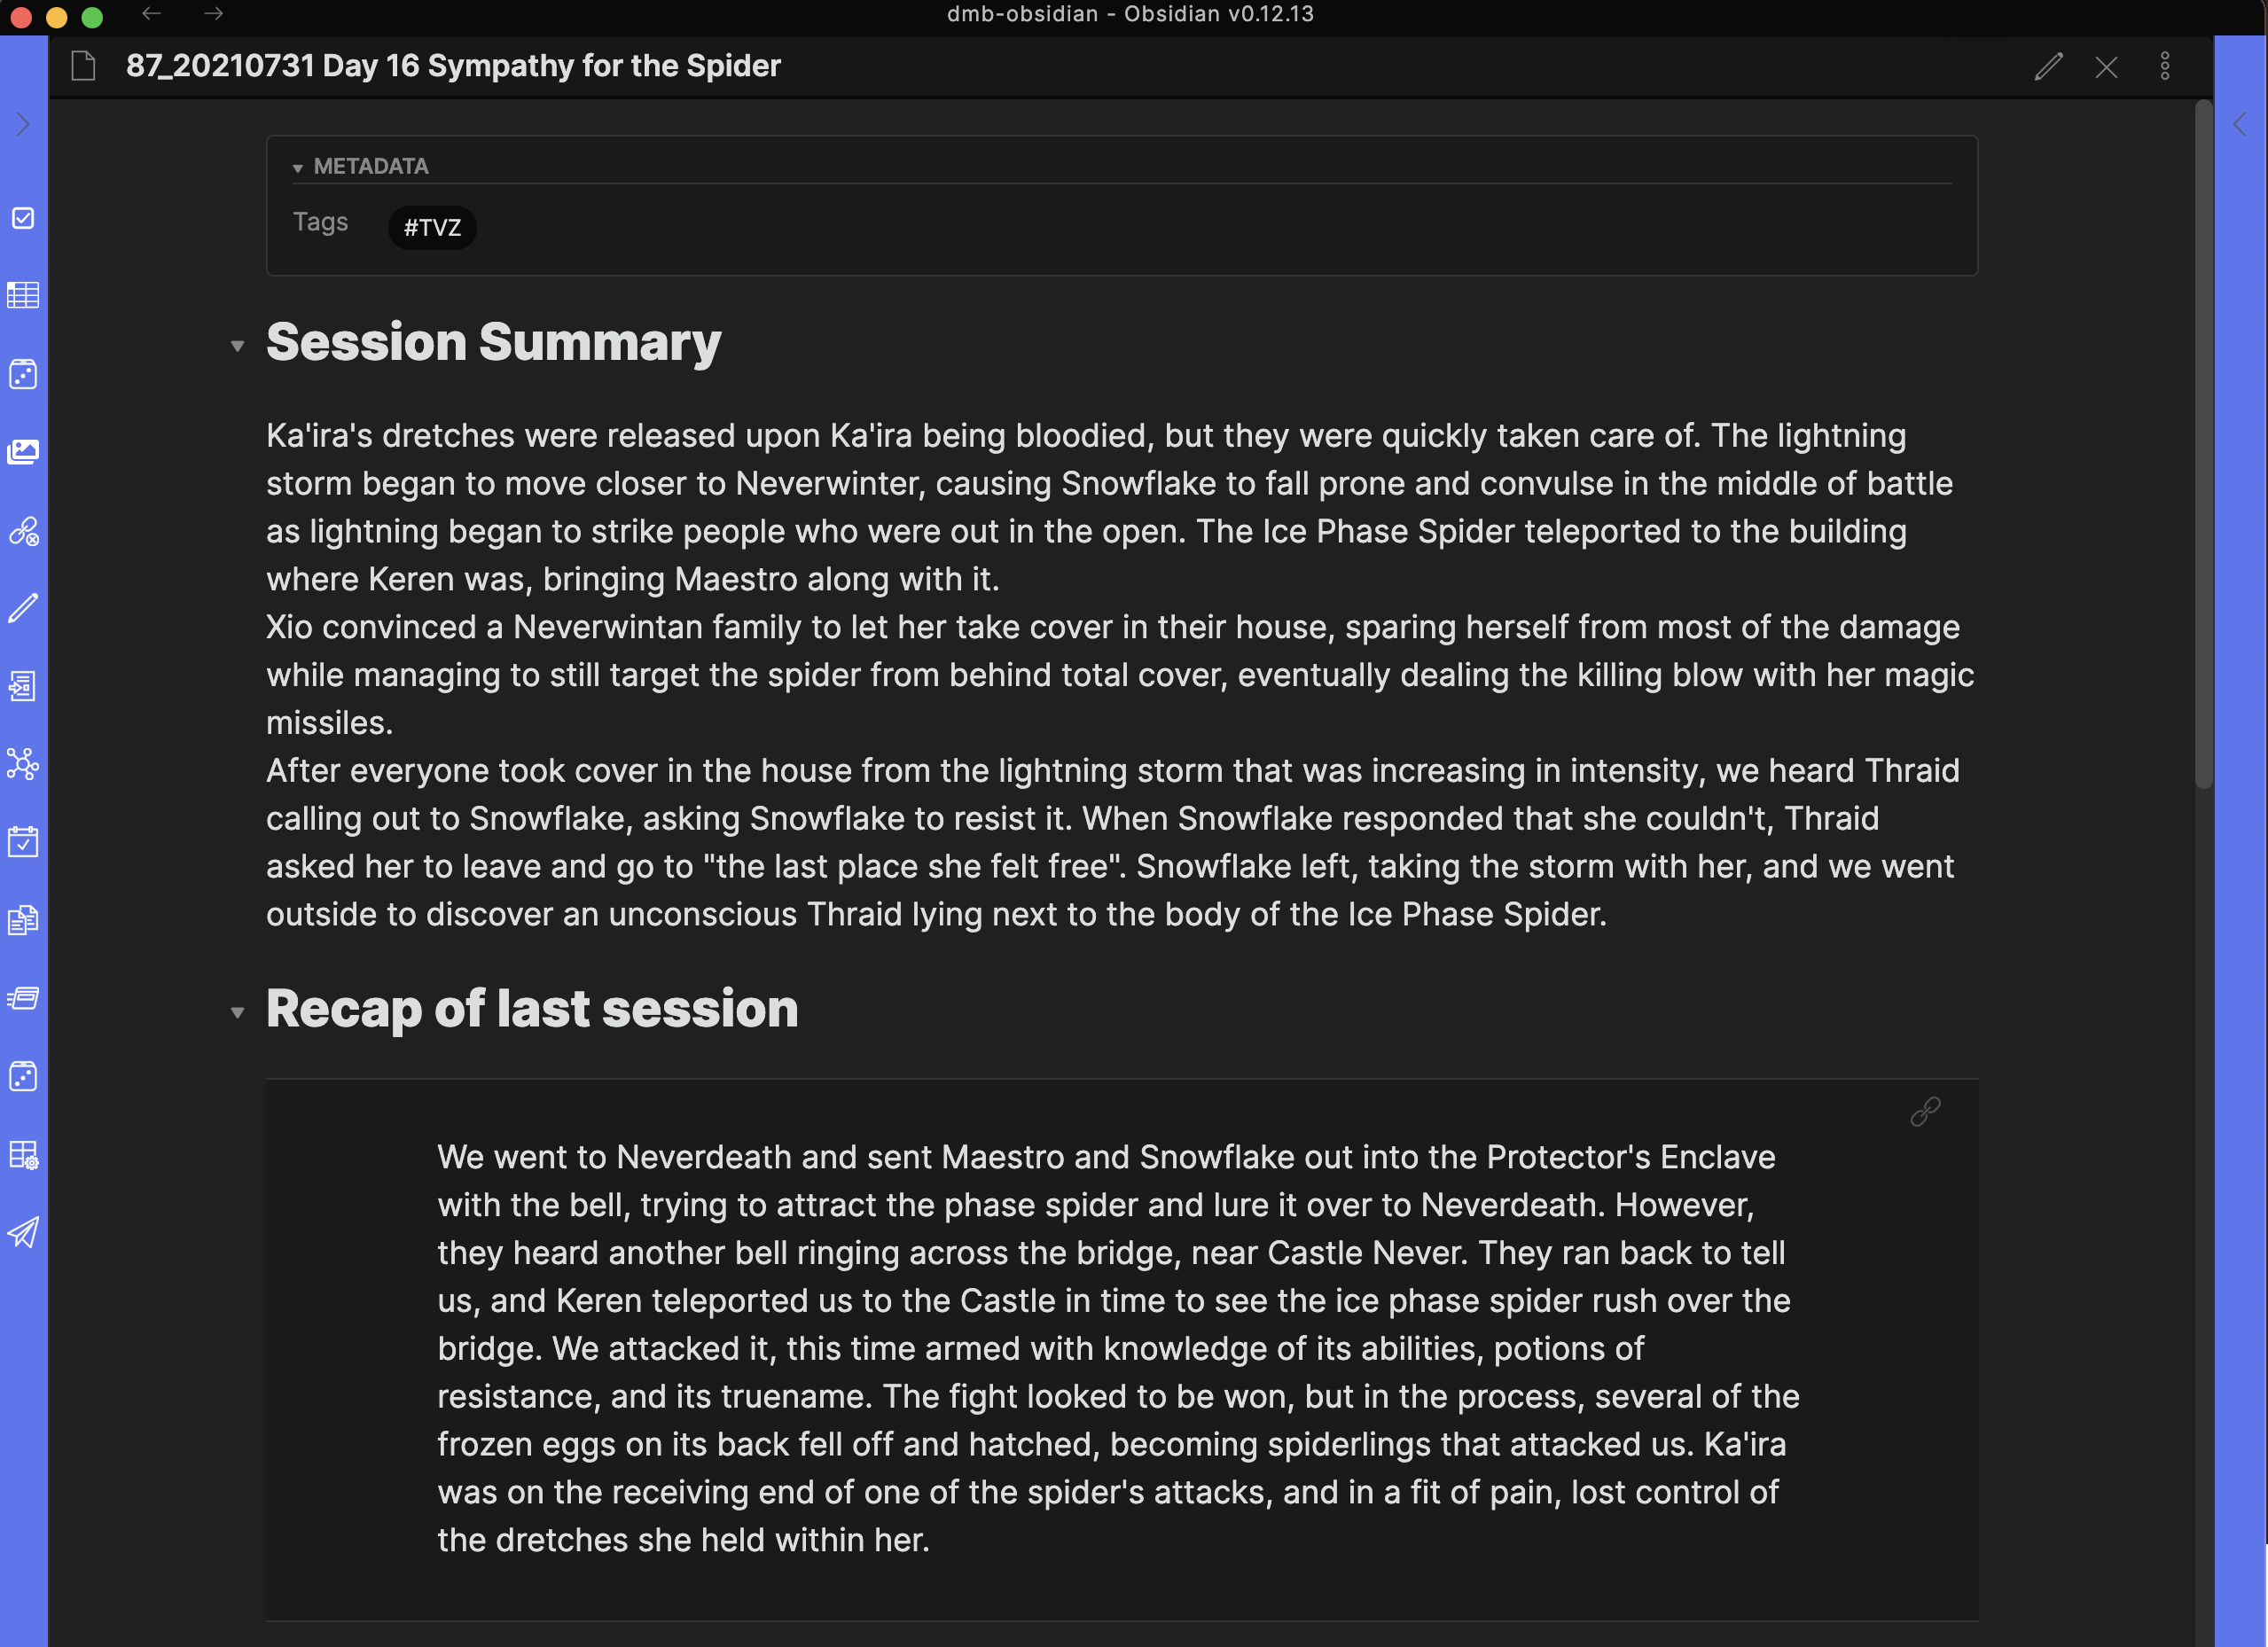 dmb-obsidian - Obsidian v0.12.13
87_20210731 Day 16 Sympathy for the Spider
METADATA
Tags #TVZ
Session Summary
Ka'ira's dretches were released upon Ka'ira being bloodied, but they were quickly taken care of. The lightning
storm began to move closer to Neverwinter, causing Snowflake to fall prone and convulse in the middle of battle
as lightning began to strike people who were out in the open. The Ice Phase Spider teleported to the building
where Keren was, bringing Maestro along with it.
Xio convinced a Neverwintan family to let her take cover in their house, sparing herself from most of the damage
while managing to still target the spider from behind total cover, eventually dealing the killing blow with her magic
missiles.
After everyone took cover in the house from the lightning storm that was increasing in intensity, we heard Thraid
calling out to Snowflake, asking Snowflake to resist it. When Snowflake responded that she couldn't, Thraid
asked her to leave and go to "the last place she felt free". Snowflake left, taking the storm with her, and we went
outside to discover an unconscious Thraid lying next to the body of the Ice Phase Spider.
Recap of last session
We went to Neverdeath and sent Maestro and Snowflake out into the Protector's Enclave
with the bell, trying to attract the phase spider and lure it over to Neverdeath. However,
they heard another bell ringing across the bridge, near Castle Never. They ran back to tell
us, and Keren teleported us to the Castle in time to see the ice phase spider rush over the
bridge. We attacked it, this time armed with knowledge of its abilities, potions of
resistance, and its truename. The fight looked to be won, but in the process, several of the
frozen eggs on its back fell off and hatched, becoming spiderlings that attacked us. Ka'ira
was on the receiving end of one of the spider's attacks, and in a fit of pain, lost control of
the dretches she held within her.